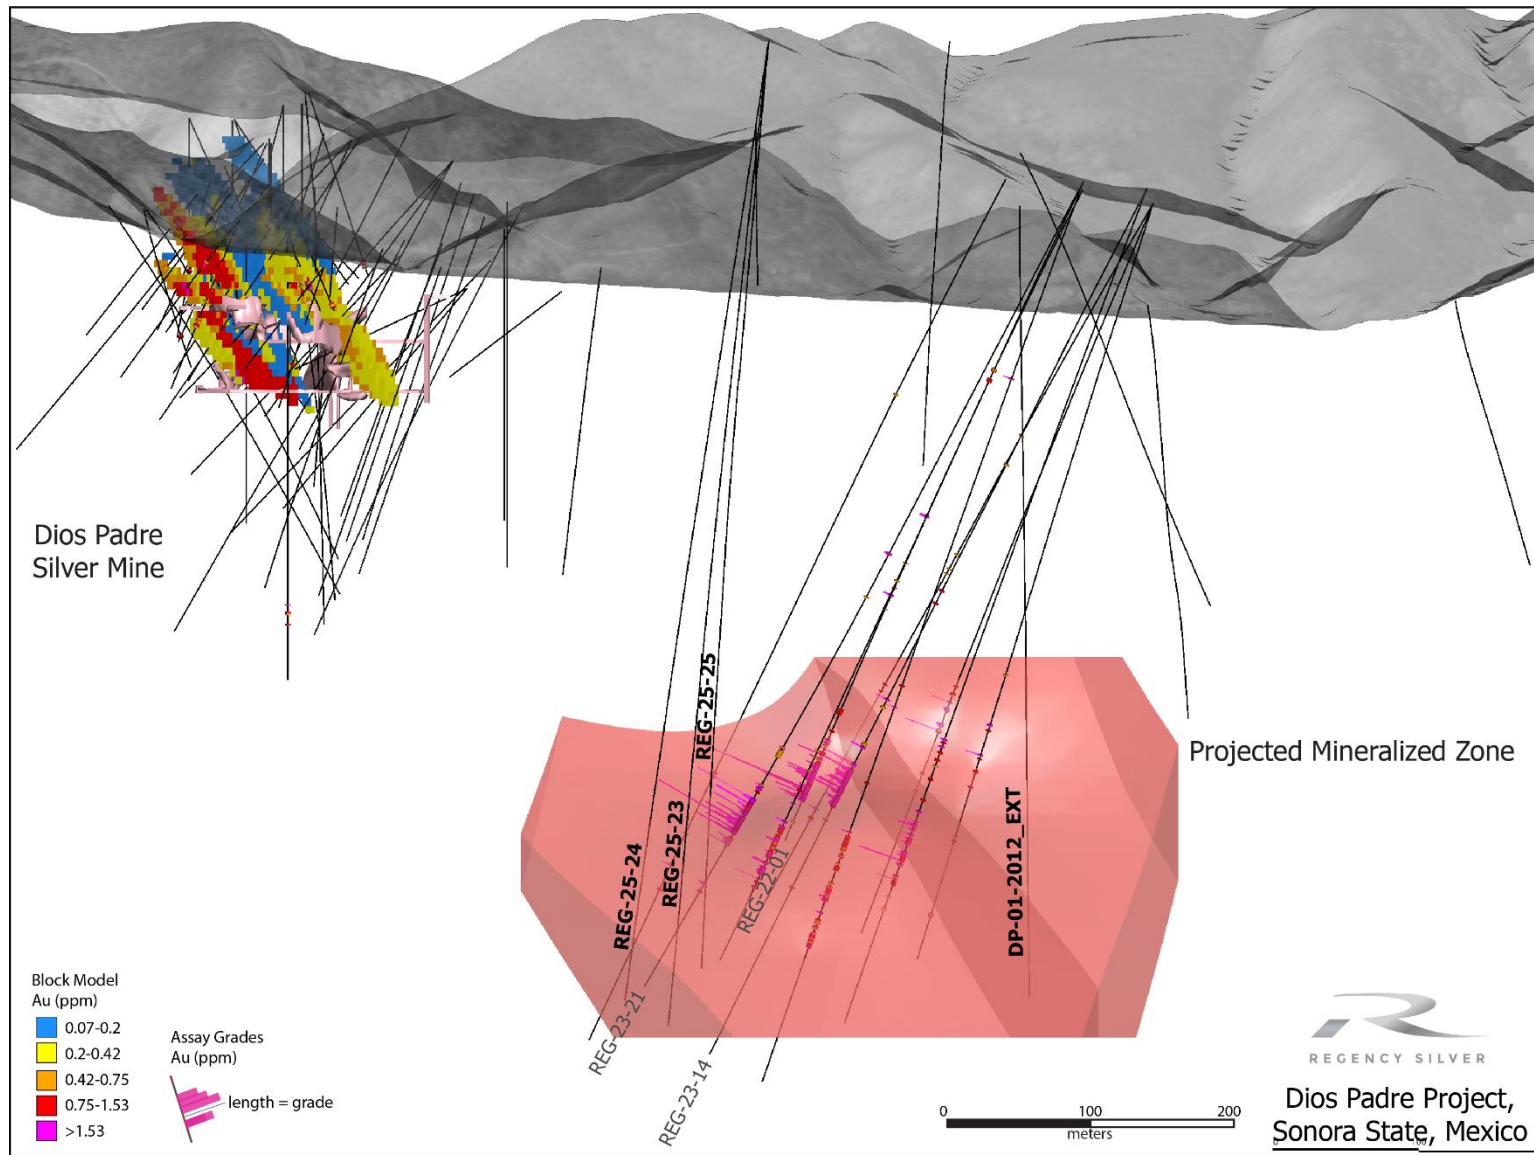 Dios Padre
Silver Mine
REG-25-25
REG-25-24
REG-25-23
REG-22-01
DP-01-2012_EXT
Projected Mineralized Zone
REG-23-21
REG-23-14
Block Model
Au (ppm)
0.07-0.2
0.2-0.42
0.42-0.75
0.75-1.53
>1.53
Assay Grades
Au (ppm)
length = grade
0 100 200
meters
REGENCY SILVER
Dios Padre Project,
Sonora State, Mexico